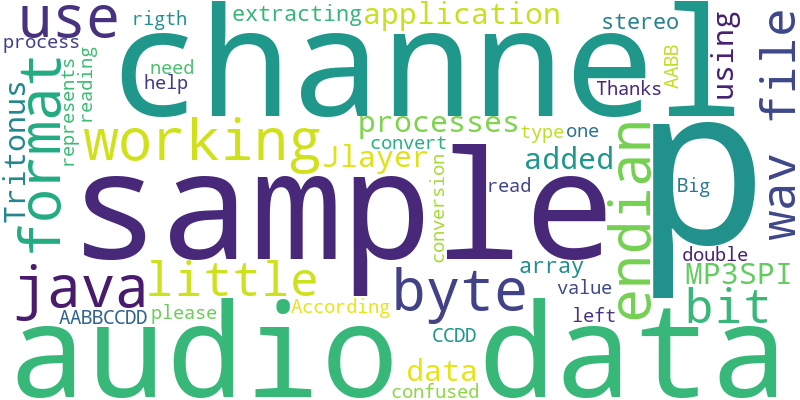 use
rigth
extracting
application
stereo
process
channel
using
wav file
represents
reading
need
help
AABB
Thanks
Tritonus
format
working
processes
convert
type
one
Jlayer
added
endian
p
sample
conversion
read
Big
double
java
little
byte
array
value
left
MP3SPI
bit
AABBCCDD
please
According
CCDD
audio data
data
confused